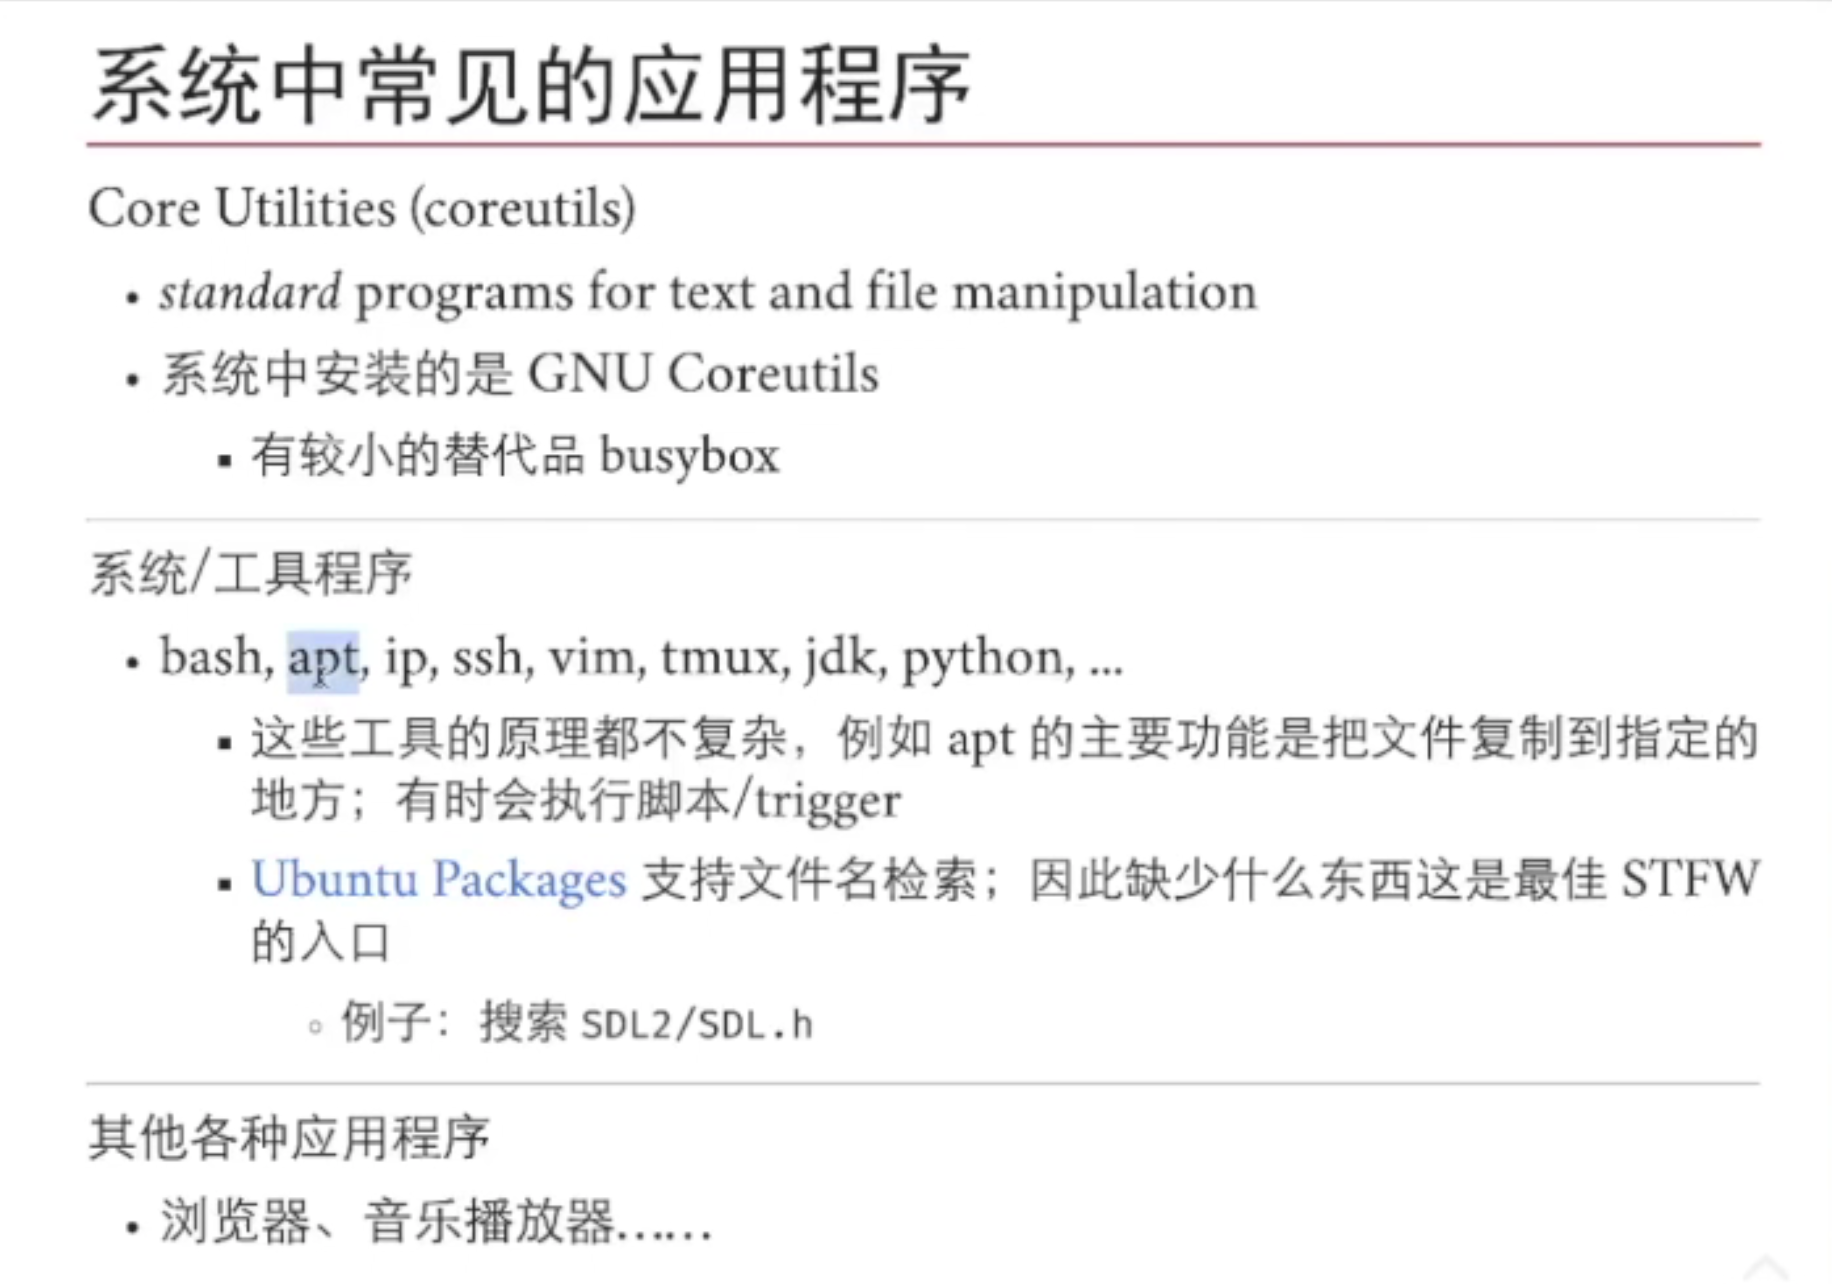 系统中常见的应用程序
Core Utilities (coreutils)
• standard programs for text and file manipulation
• 系统中安装的是 GNU Coreutils
▪ 有较小的替代品 busybox
系统/工具程序
• bash, apt, ip, ssh, vim, tmux, jdk, python, ...
▪ 这些工具的原理都不复杂，例如 apt 的主要功能是把文件复制到指定的
地方；有时会执行脚本/trigger
▪ Ubuntu Packages 支持文件名检索；因此缺少什么东西这是最佳 STFW
的入口
◦ 例子：搜索 SDL2/SDL.h
其他各种应用程序
• 浏览器、音乐播放器……